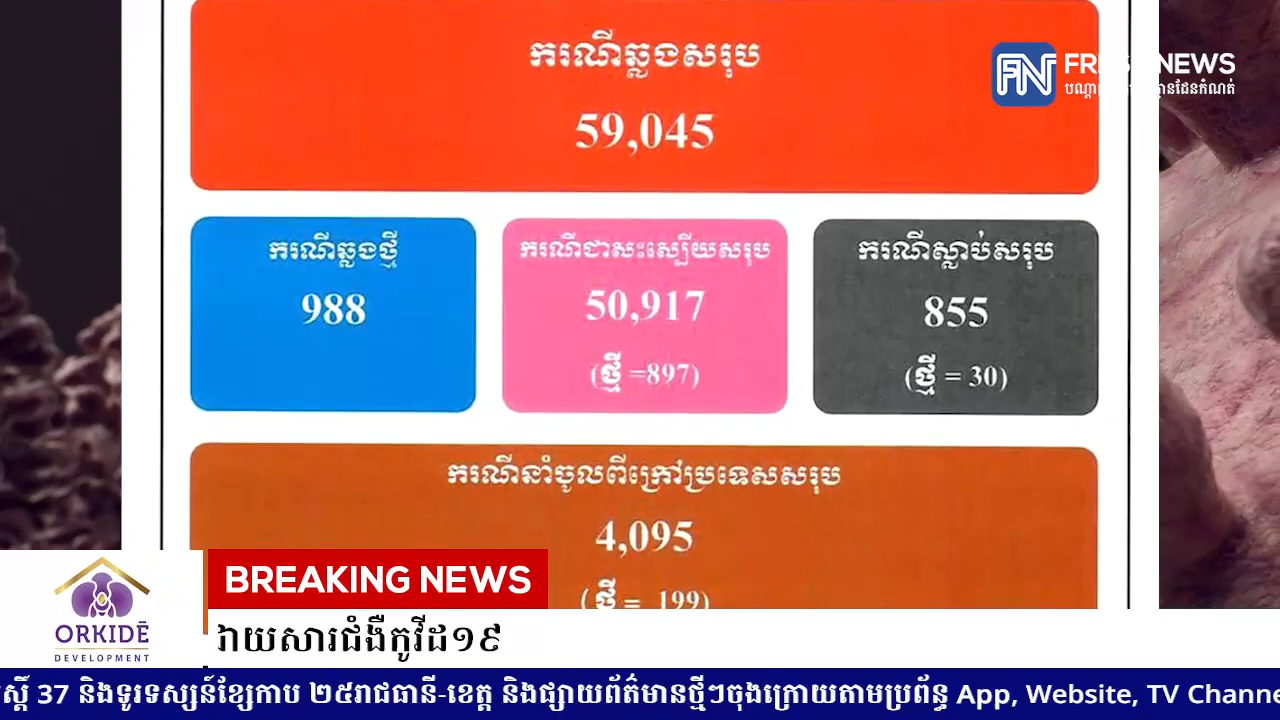 ករណីឆ្លងសរុប
59,045
NEWS
ករណីឆ្លងថ្មី
988
ករណីជាសះស្បើយសរុប
50,917
(ថ្មី =897)
ករណីស្លាប់សរុប
855
(ថ្មី = 30)
ករណីនាំចូលពីក្រៅប្រទេសសរុប
4,095
(ថ្មី = 199)
BREAKING NEWS
ORKIDĒ
DEVELOPMENT
វាយសារជំងឺកូវីដ១៩
37 និងទូរទស្សន៍ខ្សែកាប ២៥រាជធានី-ខេត្ត និងផ្សាយព័ត៌មានថ្មីៗចុងក្រោយតាមប្រព័ន្ធ App, Website, TV Channe